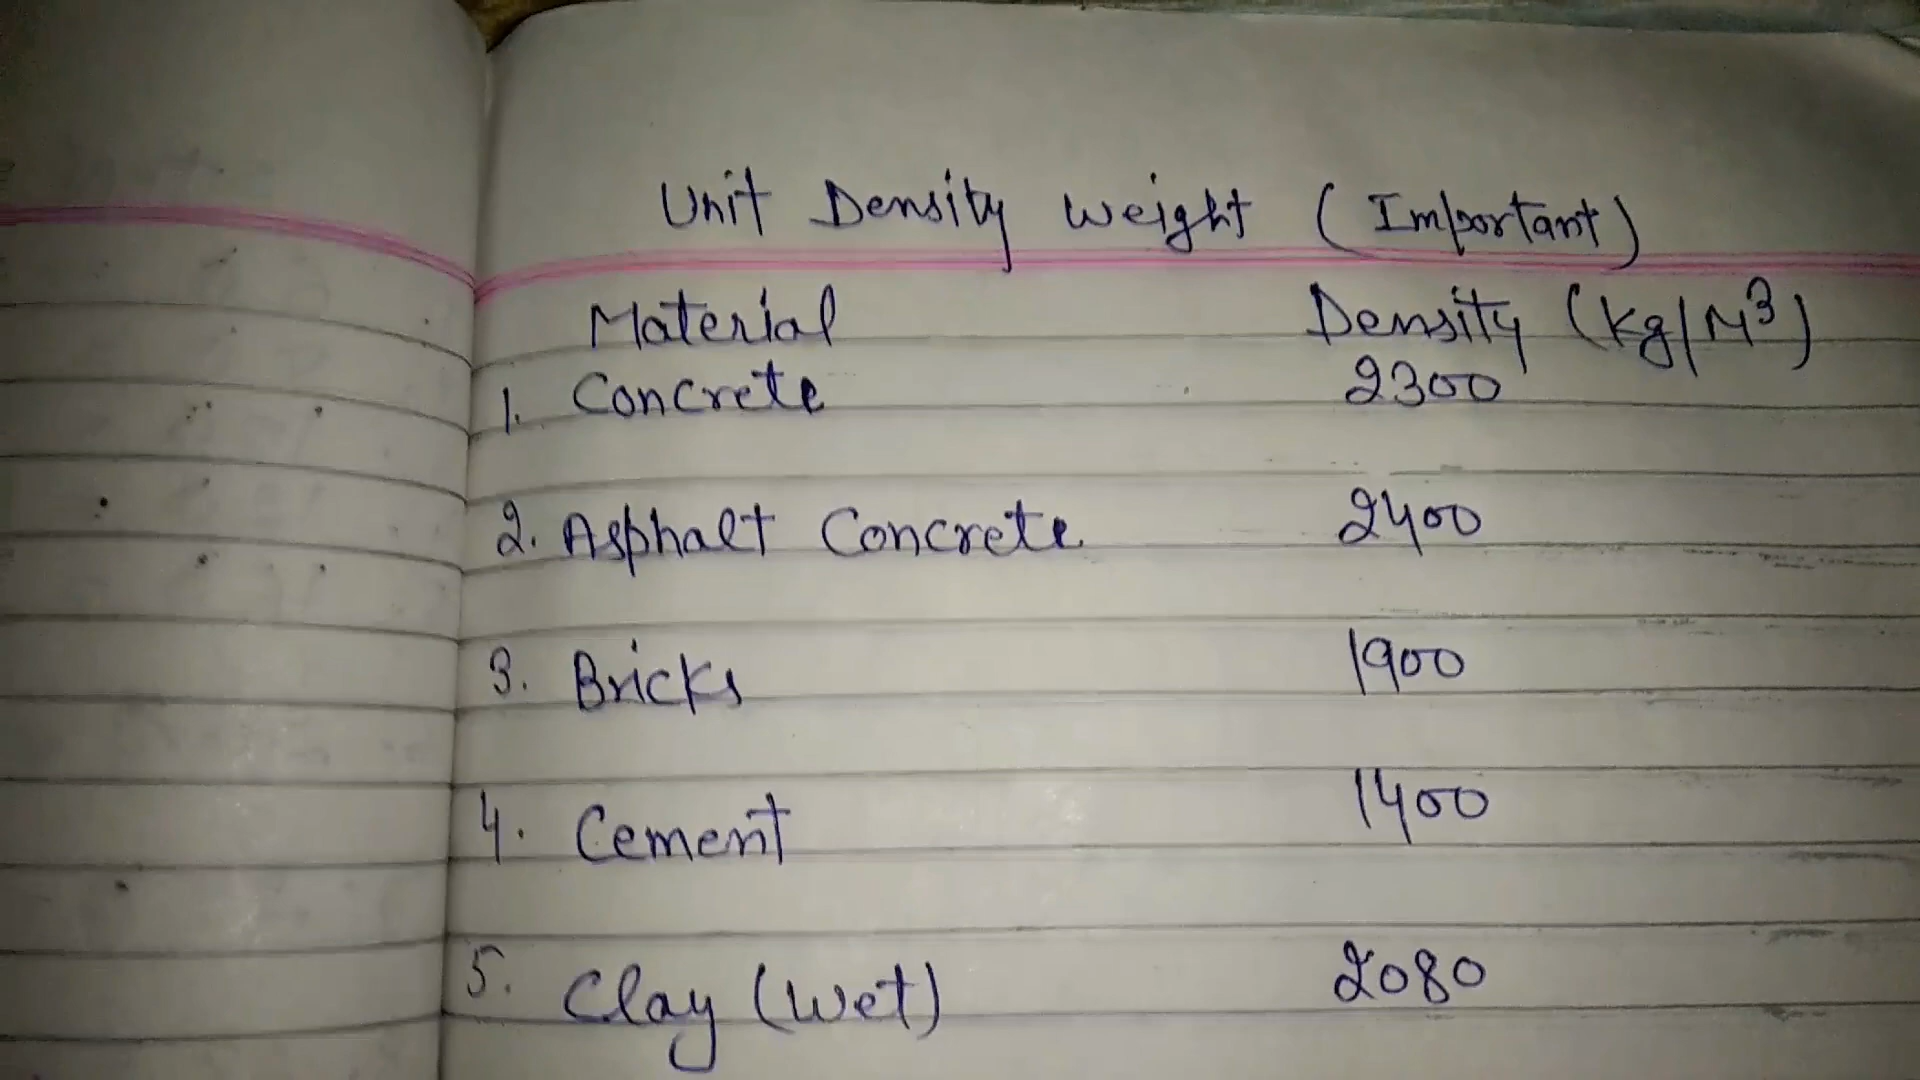 Unit Density Weight (Important)
Material Density (Kg/M³)
1. Concrete 2300
2. Asphalt Concrete 2400
3. Bricks 1900
4. Cement 1400
5. Clay (Wet) 2080